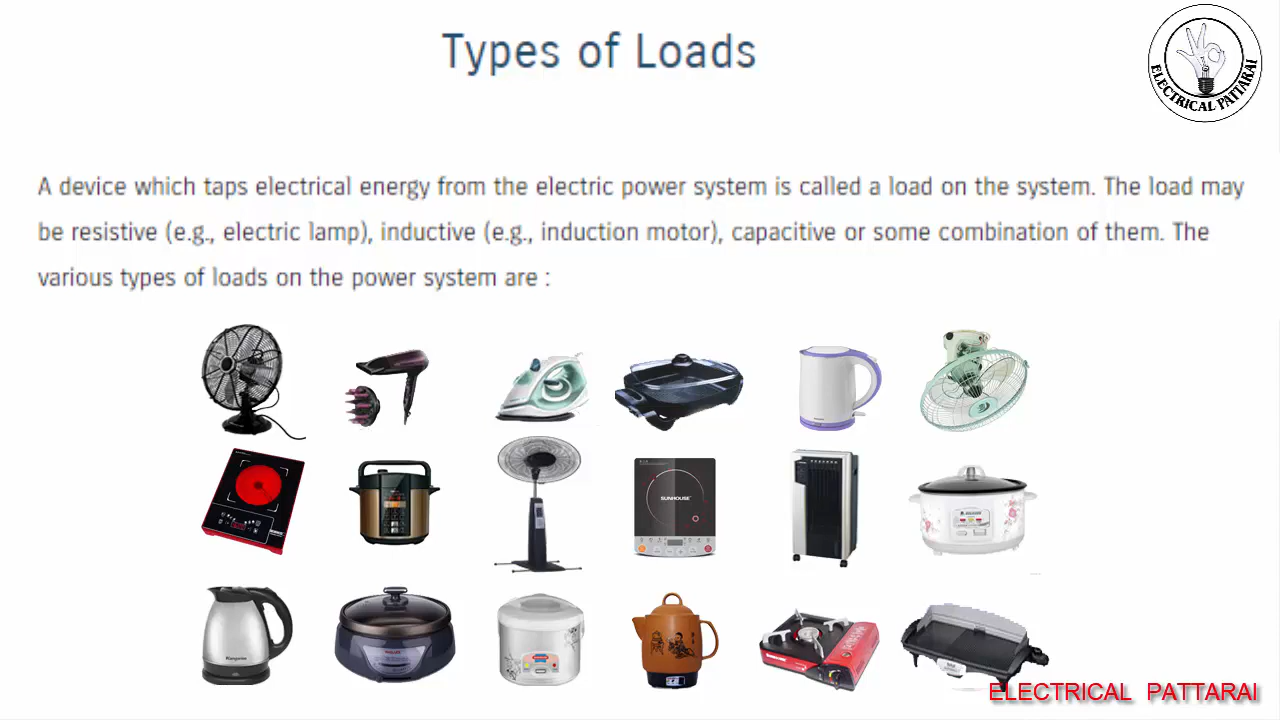 Types of Loads
ELECTRICAL PATTARAI
A device which taps electrical energy from the electric power system is called a load on the system. The load may
be resistive (e.g., electric lamp), inductive (e.g., induction motor), capacitive or some combination of them. The
various types of loads on the power system are :
SUNHOUSE
ELECTRICAL PATTARAI